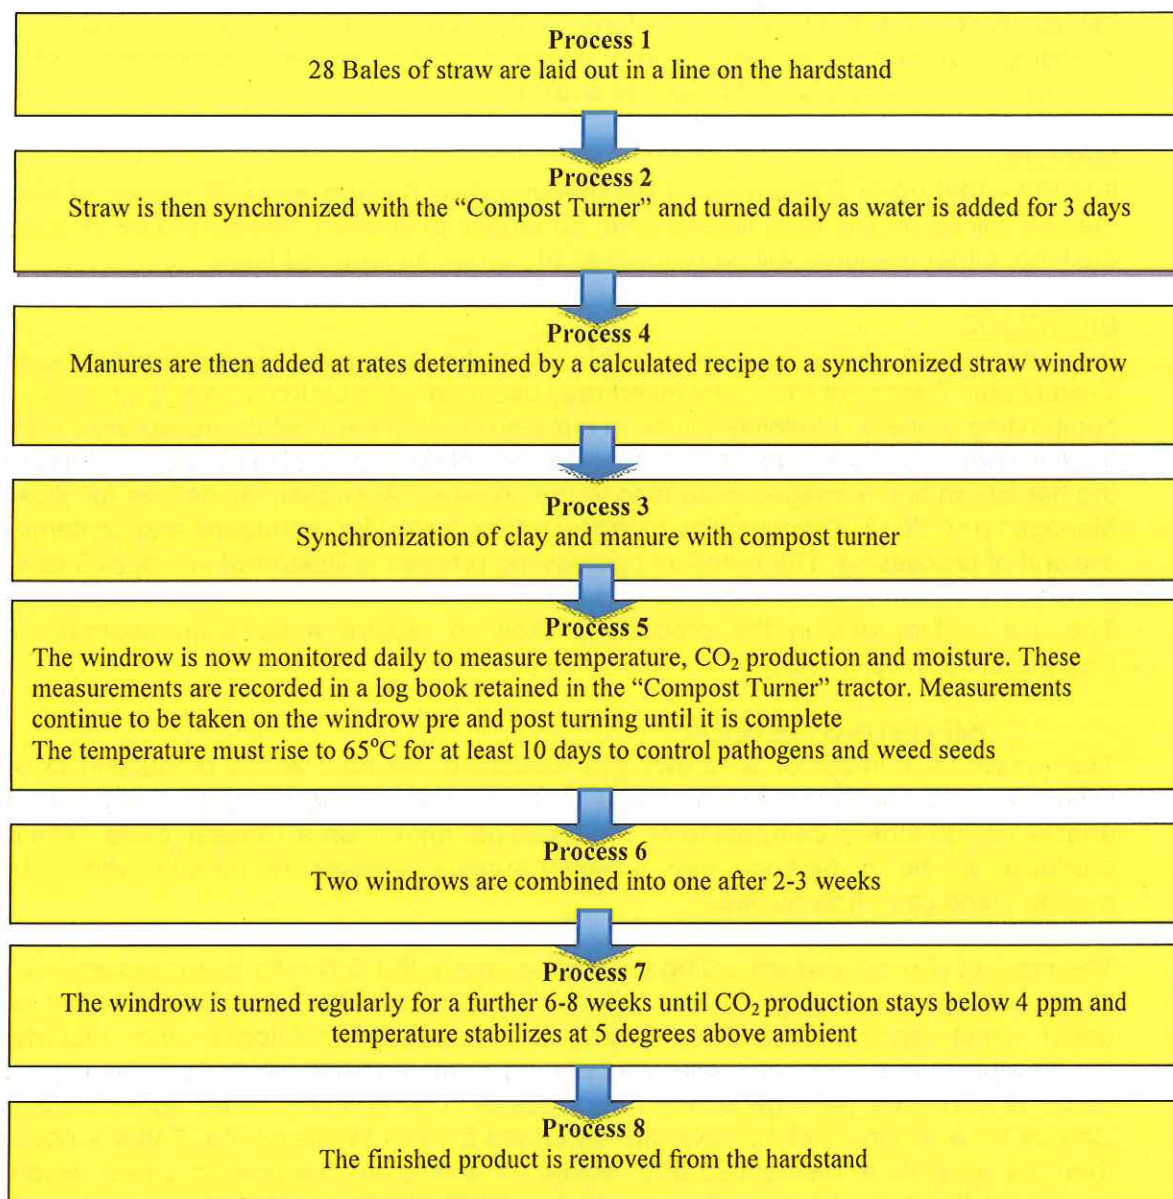 Process 1
28 Bales of straw are laid out in a line on the hardstand
Process 2
Straw is then synchronized with the “Compost Turner” and turned daily as water is added for 3 days
Process 4
Manures are then added at rates determined by a calculated recipe to a synchronized straw windrow
Process 3
Synchronization of clay and manure with compost turner
Process 5
The windrow is now monitored daily to measure temperature, CO₂ production and moisture. These
measurements are recorded in a log book retained in the “Compost Turner” tractor. Measurements
continue to be taken on the windrow pre and post turning until it is complete
The temperature must rise to 65°C for at least 10 days to control pathogens and weed seeds
Process 6
Two windrows are combined into one after 2-3 weeks
Process 7
The windrow is turned regularly for a further 6-8 weeks until CO₂ production stays below 4 ppm and
temperature stabilizes at 5 degrees above ambient
Process 8
The finished product is removed from the hardstand